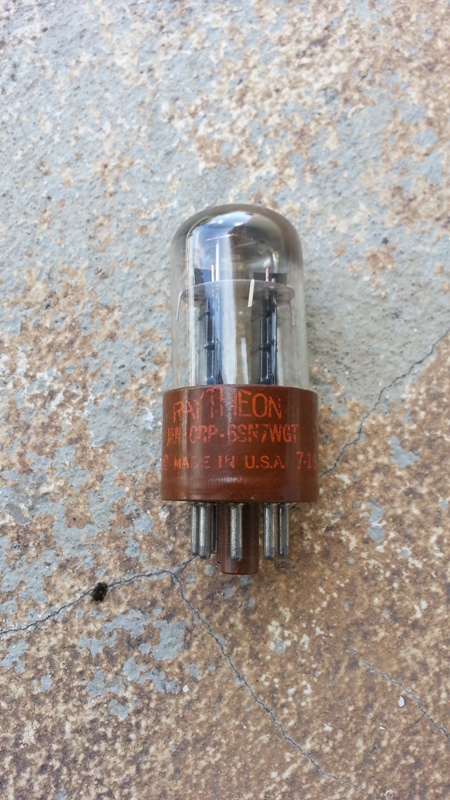 RAYTHEON
JAN CRP-6SN7WGT
MADE IN U.S.A.